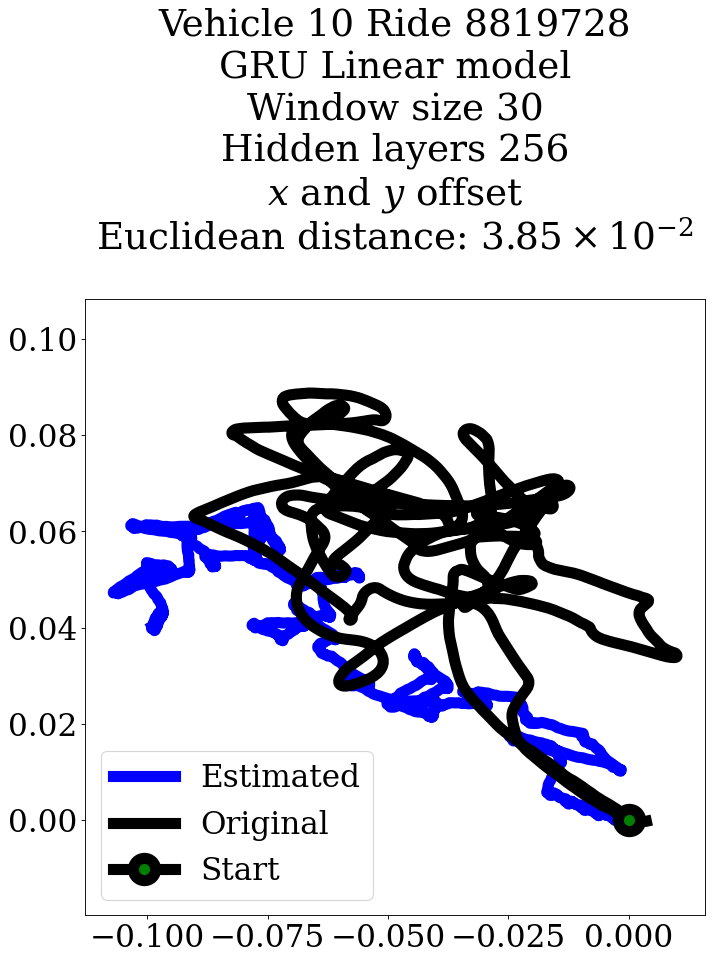 Vehicle 10 Ride 8819728
GRU Linear model
Window size 30
Hidden layers 256
x and y offset
Euclidean distance: 3.85 × 10⁻²
0.10
0.08
0.06
0.04
0.02
0.00
Estimated
Original
Start
−0.100 −0.075 −0.050 −0.025 0.000